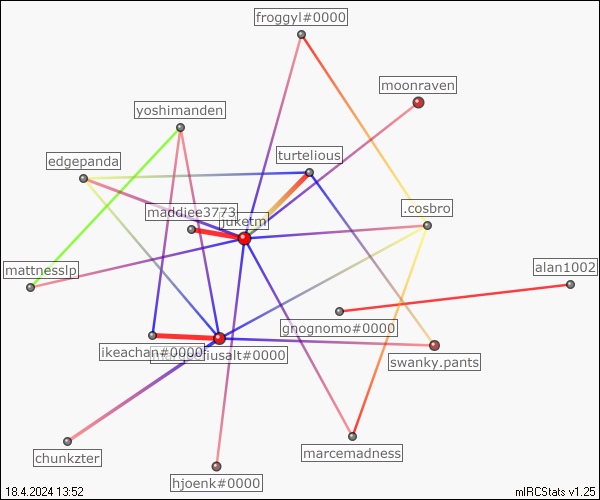 froggyl#0000
moonraven
yoshimanden
turtelious
edgepanda
maddiee3773
juketm
.cosbro
mattnesslp
alan1002
gnognomo#0000
ikeachan#0000
iusalt#0000
swanky.pants
chunkzter
marcemadness
hjoenk#0000
18.4.2024 13:52
mIRCStats v1.25